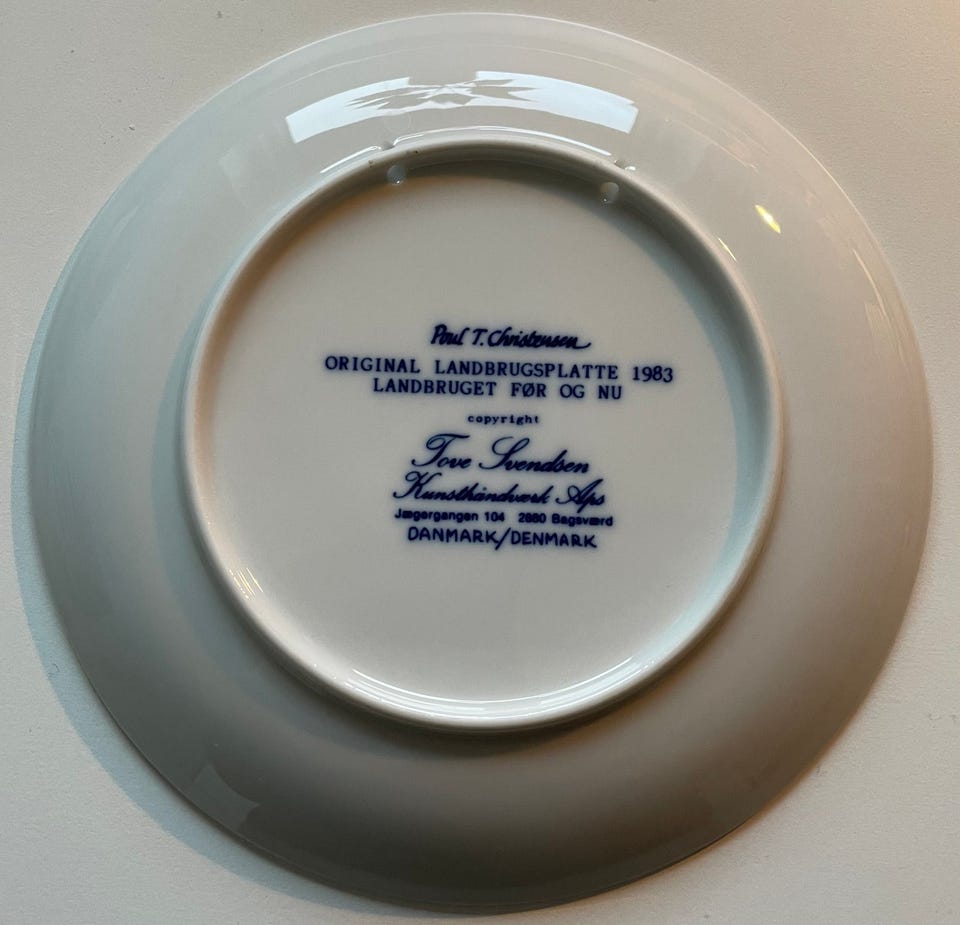 Poul T. Christensen
ORIGINAL LANDBRUGSPLATTE 1983
LANDBRUGET FØR OG NU
copyright
Tove Svendsen
Kunsthåndværk Aps
Jægergangen 104 2880 Bagsværd
DANMARK/DENMARK